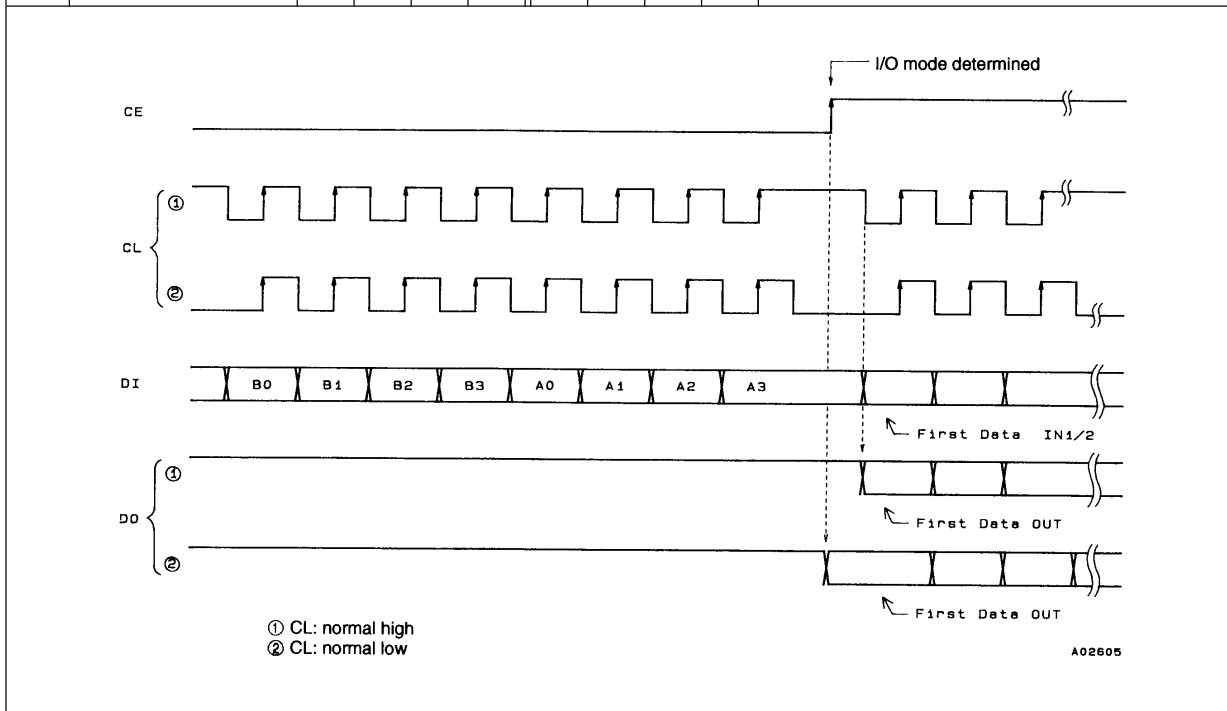 I/O mode determined
CE
①
CL
②
DI B0 B1 B2 B3 A0 A1 A2 A3
First Data IN1/2
①
DO
First Data OUT
②
First Data OUT
① CL: normal high
② CL: normal low
A02605